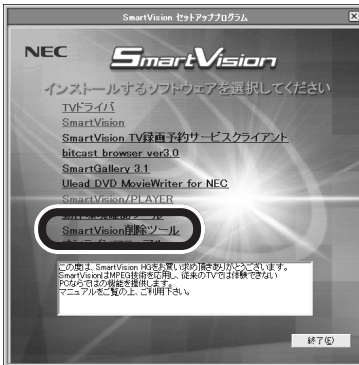 SmartVision セットアッププログラム
NEC
SmartVision
インストールするソフトウェアを選択してください
TVドライバ
SmartVision
SmartVision TV録画予約サービスクライアント
bitcast browser ver3.0
SmartGallery 3.1
Ulead DVD MovieWriter for NEC
SmartVision/PLAYER
SmartVision削除ツール
この度は、SmartVision HGをお買い求め頂きありがとうございます。
SmartVisionはMPEG技術を応用し、従来のTVでは体験できない
PCならではの機能を提供します。
マニュアルをご覧の上、ご利用下さい。
終了(E)